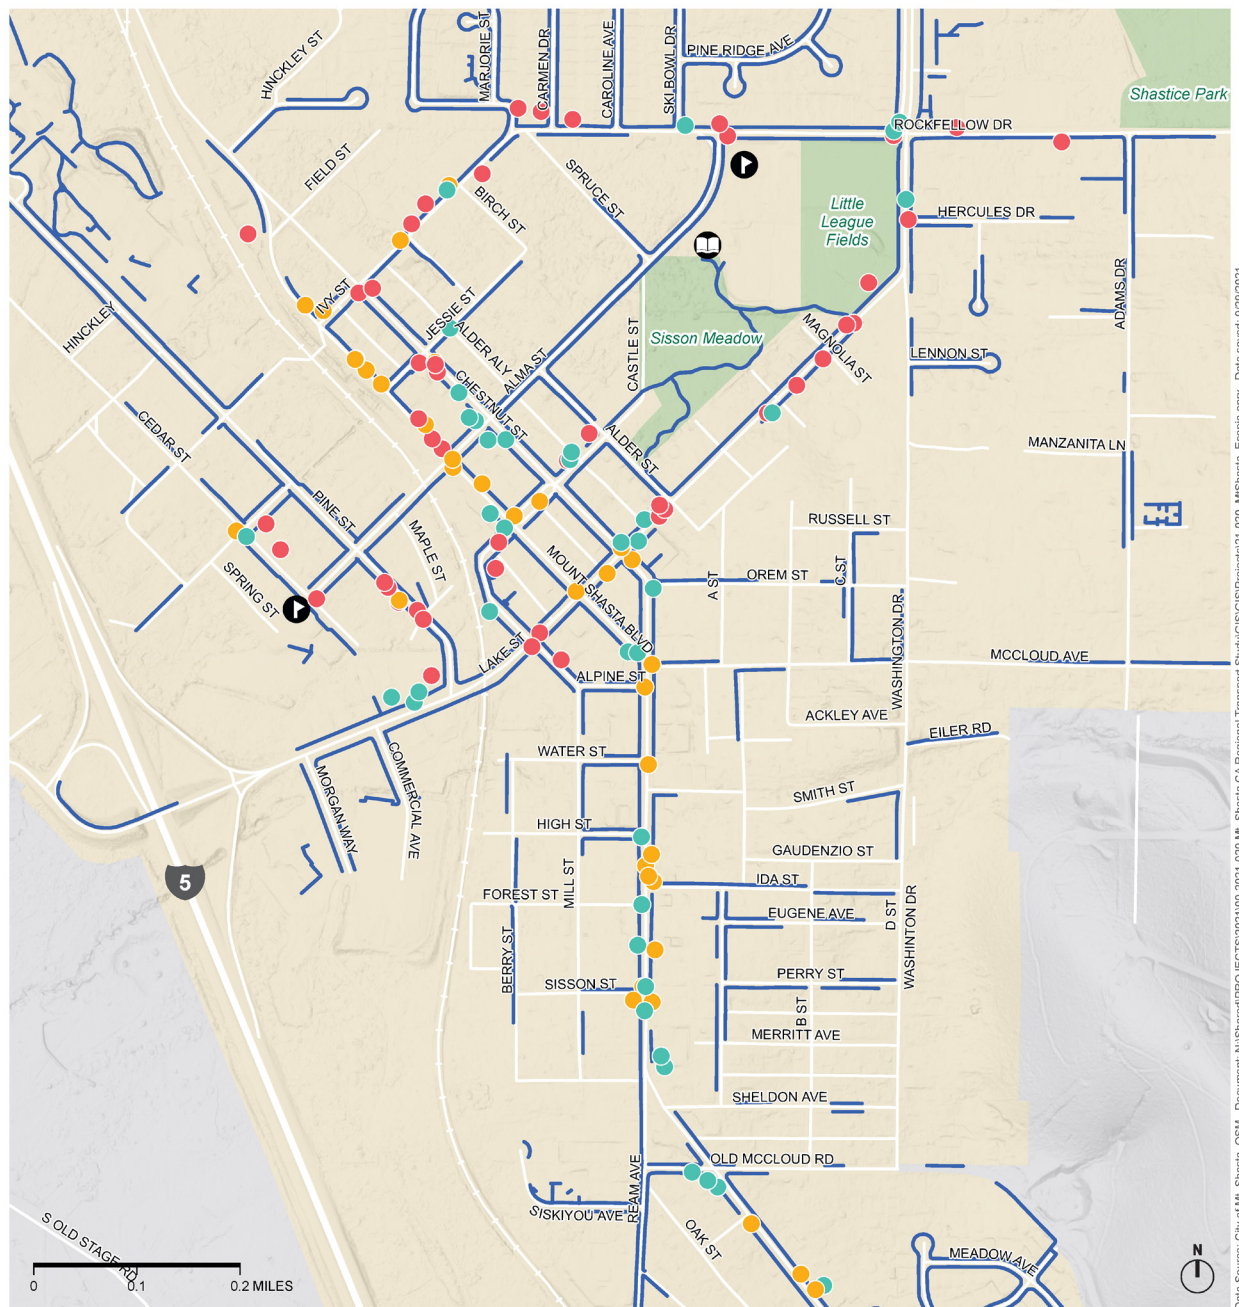 HINCKLEY ST
MARJORIE ST
CARMEN DR
CAROLINE AVE
SKI BOWL DR
PINE RIDGE AVE
Shastice Park
ROCKFELLOW DR
FIELD ST
SPRUCE ST
BIRCH ST
Little
League
Fields
HERCULES DR
ADAMS DR
IVY ST
JESSIE ST
ALDER ALY
ALMA ST
CHESTNUT ST
CASTLE ST
Sisson Meadow
MAGNOLIA ST
LENNON ST
HINCKLEY
CEDAR ST
ALDER ST
MANZANITA LN
PINE ST
MAPLE ST
SPRING ST
MOUNT SHASTA BLVD
RUSSELL ST
A ST
OREM ST
C ST
WASHINGTON DR
LAKE ST
ALPINE ST
MCCLOUD AVE
ACKLEY AVE
EILER RD
WATER ST
COMMERCIAL AVE
MORGAN WAY
SMITH ST
HIGH ST
GAUDENZIO ST
5
MILL ST
IDA ST
FOREST ST
EUGENE AVE
D ST
WASHINTON DR
BERRY ST
SISSON ST
PERRY ST
B ST
MERRITT AVE
SHELDON AVE
OLD MCCLOUD RD
REAM AVE
SISKIYOU AVE
OAK ST
MEADOW AVE
S OLD STAGE RD
0
0.1
0.2 MILES
N